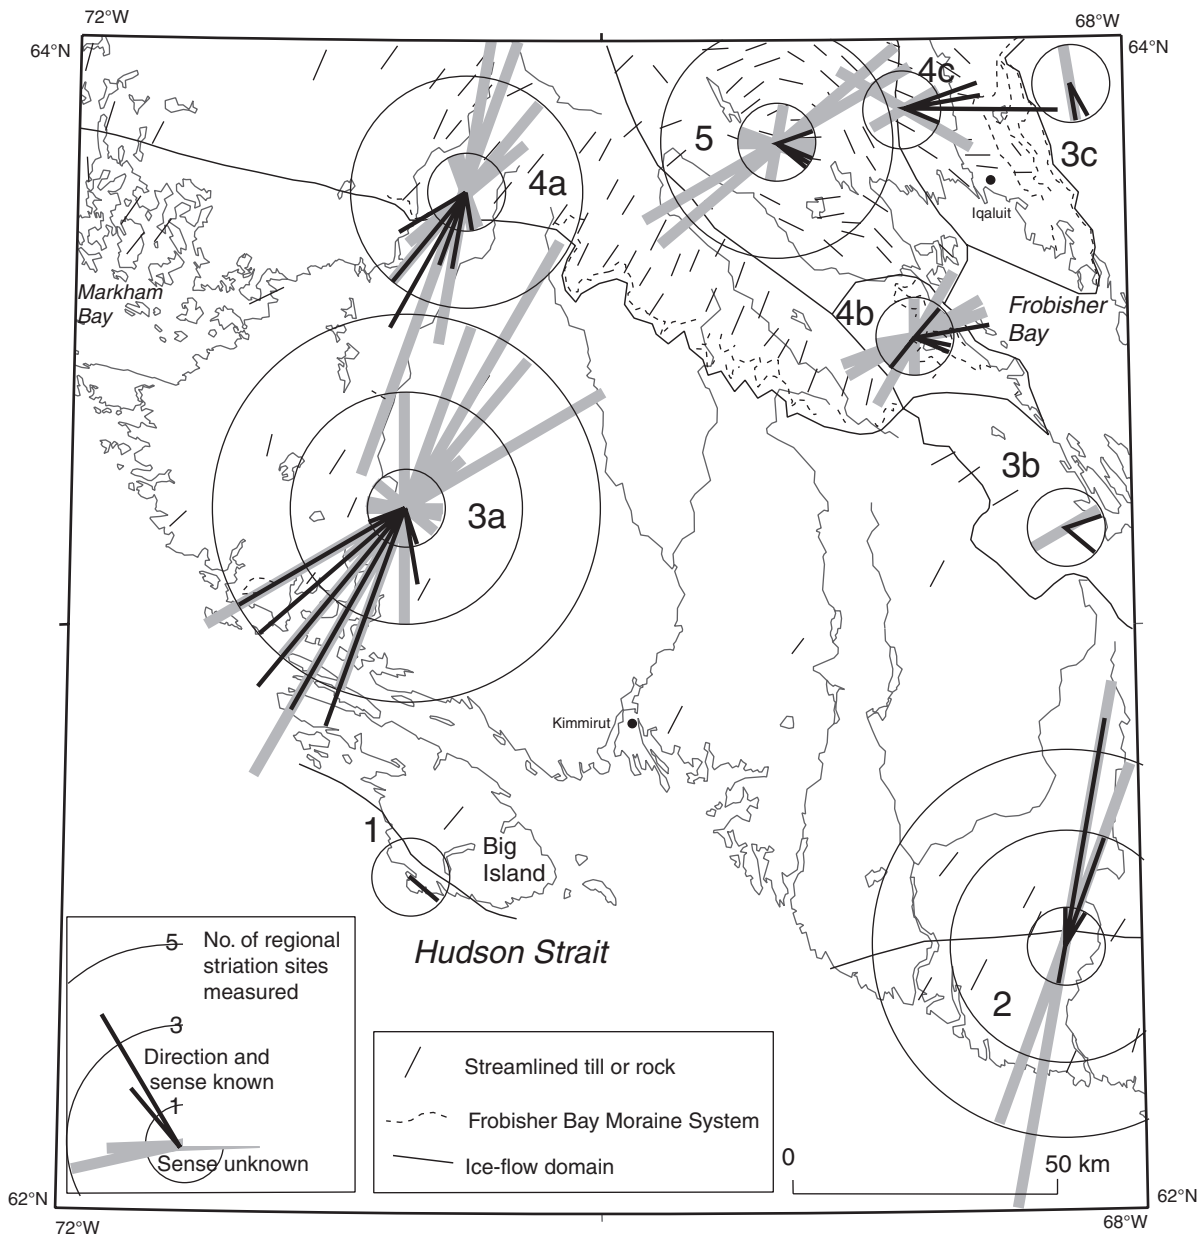 72°W
68°W
64°N
64°N
4c
5
3c
4a
Iqaluit
Markham
Bay
4b
Frobisher
Bay
3b
3a
Kimmirut
1
Big
Island
Hudson Strait
2
5
No. of regional
striation sites
measured
3
Direction and
sense known
1
Sense unknown
Streamlined till or rock
Frobisher Bay Moraine System
Ice-flow domain
0
50 km
62°N
62°N
72°W
68°W